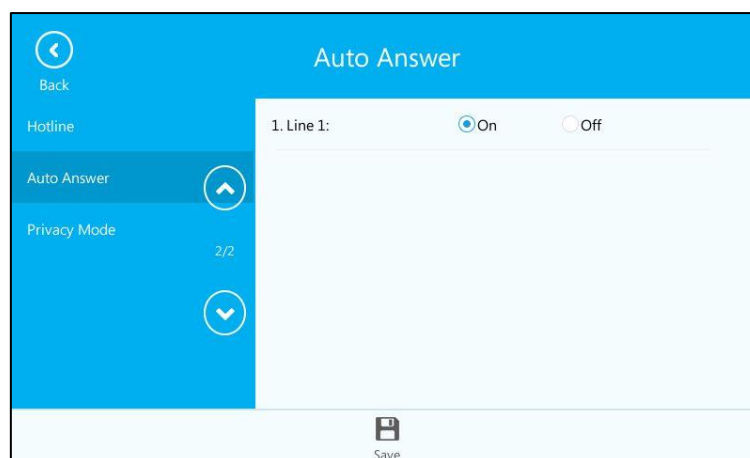 Auto Answer
Back
Hotline
1. Line 1: On Off
Auto Answer
Privacy Mode
2/2
Save